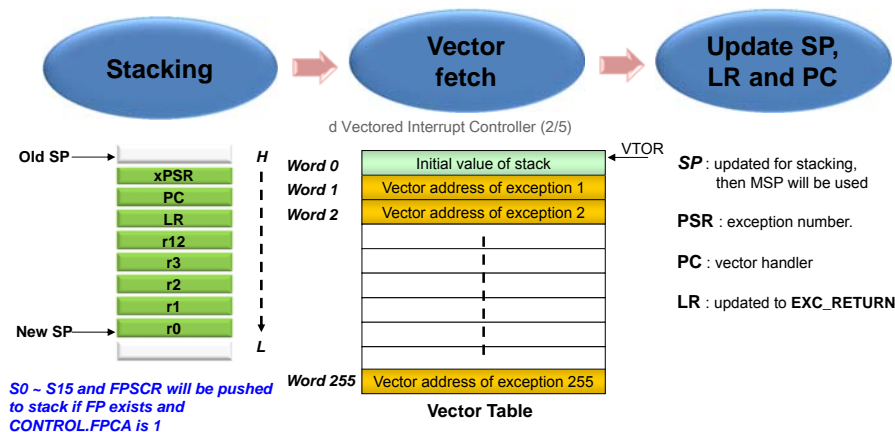 Stacking
Vector
fetch
Update SP,
LR and PC
d Vectored Interrupt Controller (2/5)
Old SP
H
xPSR
PC
LR
r12
r3
r2
r1
r0
New SP
L
S0 ~ S15 and FPSCR will be pushed
to stack if FP exists and
CONTROL.FPCA is 1
VTOR
Word 0
Initial value of stack
Word 1
Vector address of exception 1
Word 2
Vector address of exception 2
Word 255
Vector address of exception 255
Vector Table
SP : updated for stacking,
then MSP will be used
PSR : exception number.
PC : vector handler
LR : updated to EXC_RETURN